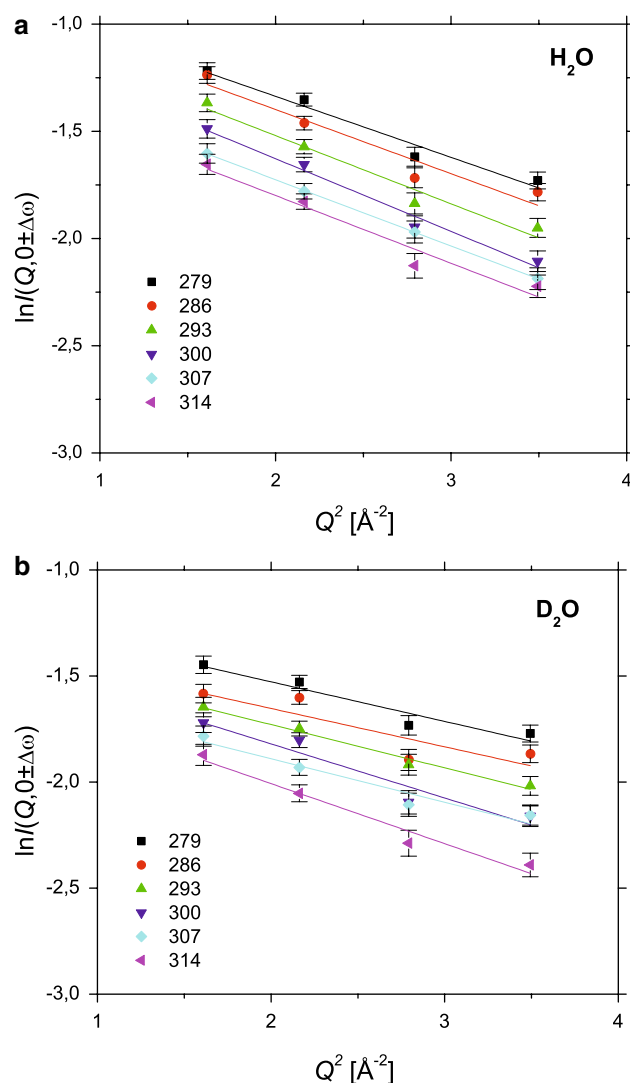 a
H₂O
-1,0
-1,5
-2,0
-2,5
-3,0
lnI(Q,0±Δω)
279
286
293
300
307
314
1 2 3 4
Q² [Å⁻²]
b
D₂O
-1,0
-1,5
-2,0
-2,5
-3,0
lnI(Q,0±Δω)
279
286
293
300
307
314
1 2 3 4
Q² [Å⁻²]